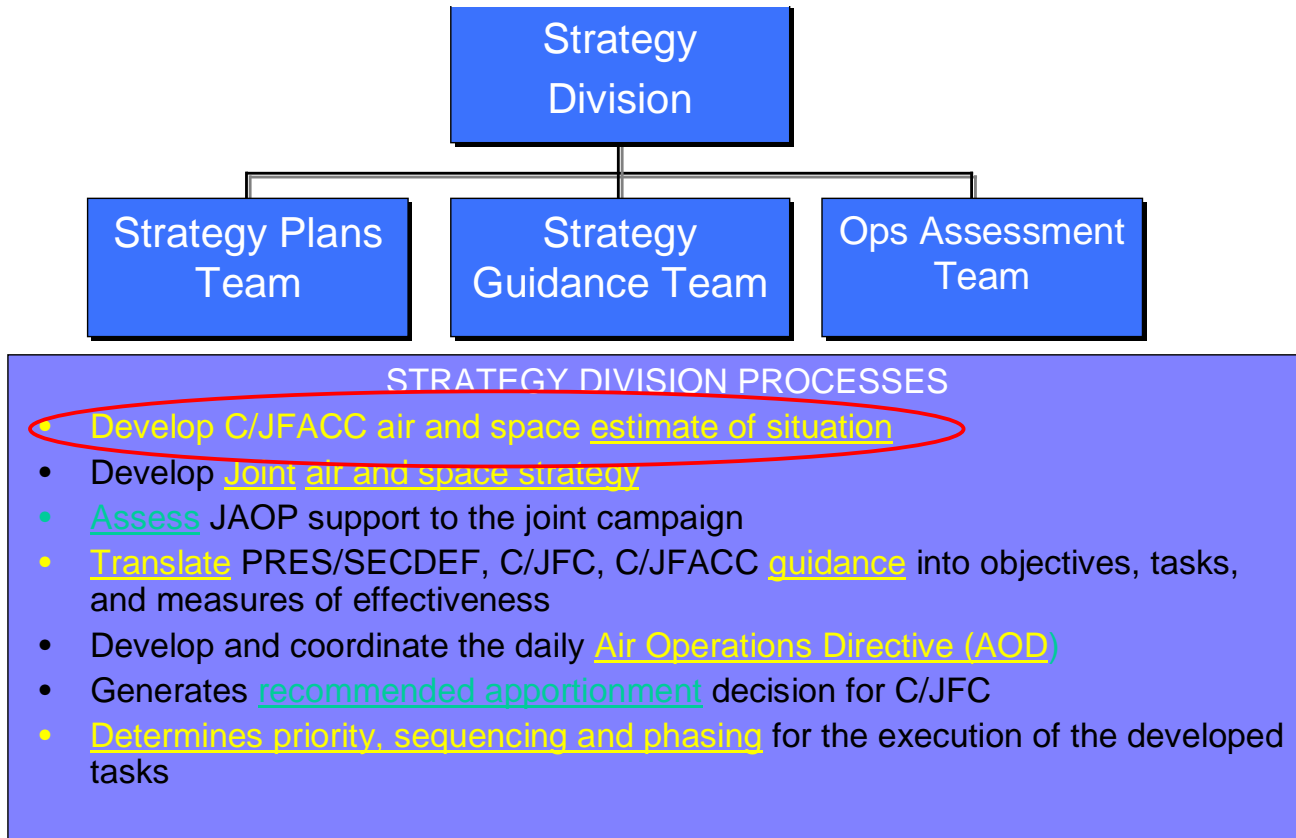 Strategy
Division
Strategy Plans
Team
Strategy
Guidance Team
Ops Assessment
Team
STRATEGY DIVISION PROCESSES
• Develop C/JFACC air and space estimate of situation
• Develop Joint air and space strategy
• Assess JAOP support to the joint campaign
• Translate PRES/SECDEF, C/JFC, C/JFACC guidance into objectives, tasks,
and measures of effectiveness
• Develop and coordinate the daily Air Operations Directive (AOD)
• Generates recommended apportionment decision for C/JFC
• Determines priority, sequencing and phasing for the execution of the developed
tasks